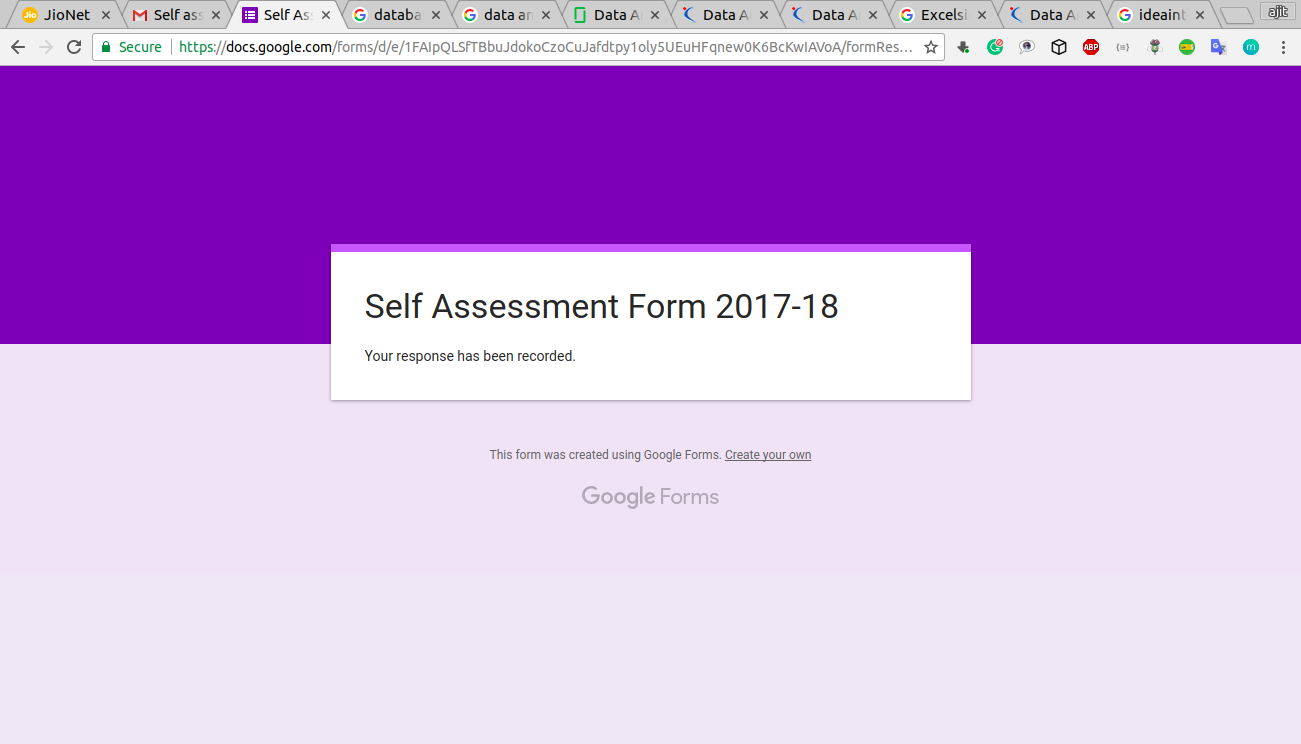 JioNet
Self ass
Self As
databa
data an
Data A
Data A
Data A
Excelsi
Data A
ideaint
ajit
Secure
https://docs.google.com/forms/d/e/1FAIpQLSfTBbuJdokoCzoCuJafdtpy1oly5UEuHFqnew0K6BcKwIAVoA/formRes...
ABP
m
Self Assessment Form 2017-18
Your response has been recorded.
This form was created using Google Forms. Create your own
Google Forms